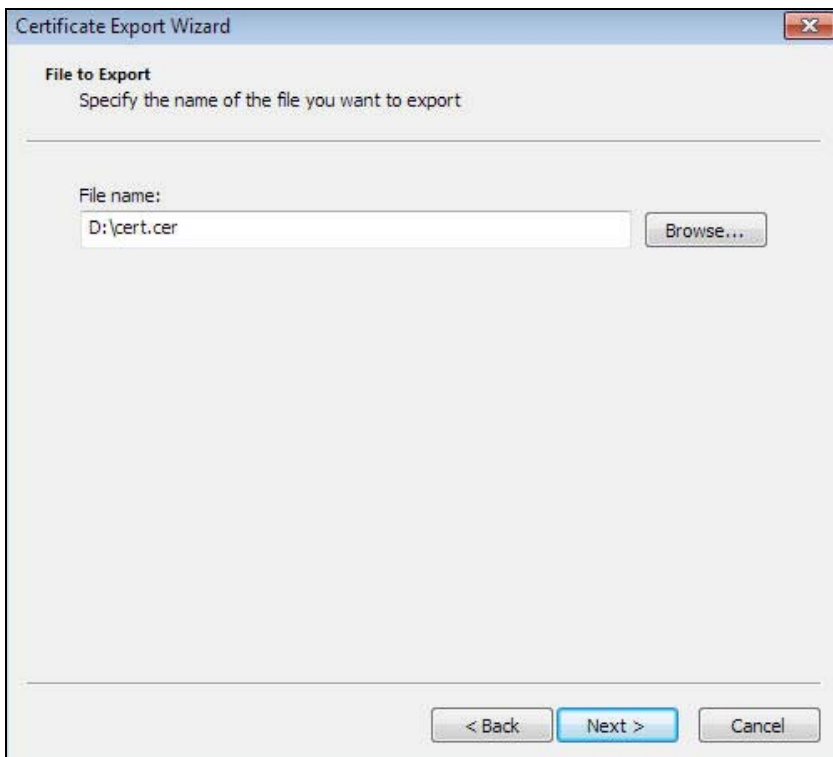 Certificate Export Wizard
File to Export
Specify the name of the file you want to export
File name:
D:\cert.cer
Browse...
< Back Next > Cancel